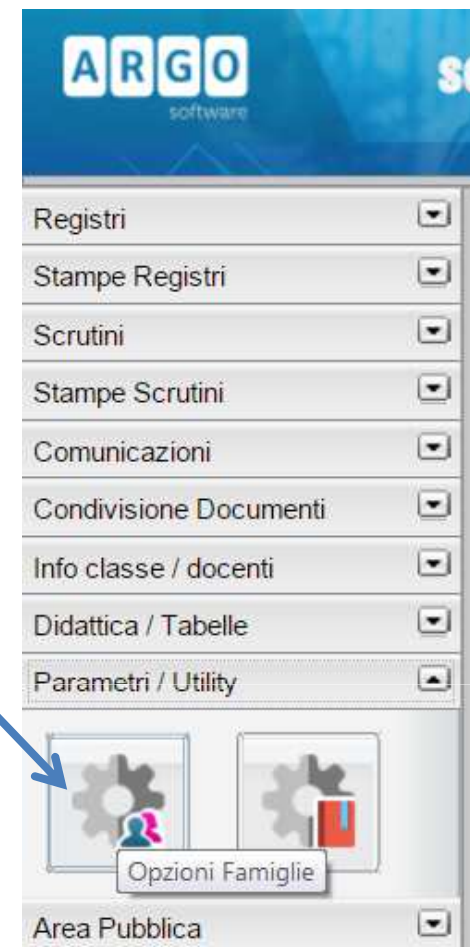 ARGO
software
Registri
Stampe Registri
Scrutini
Stampe Scrutini
Comunicazioni
Condivisione Documenti
Info classe / docenti
Didattica / Tabelle
Parametri / Utility
Opzioni Famiglie
Area Pubblica